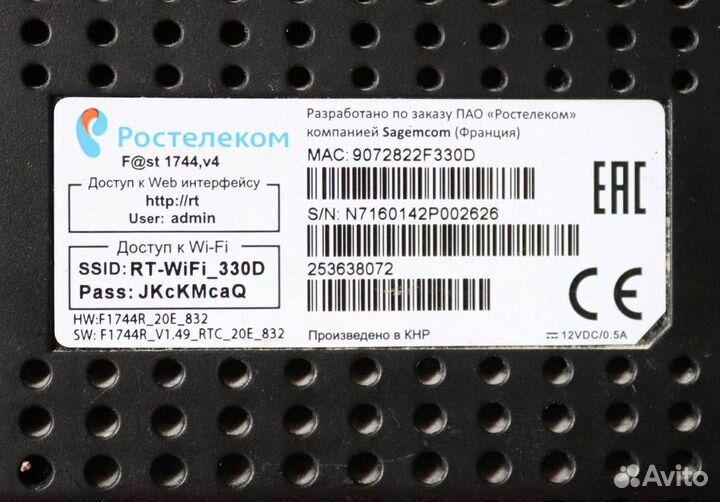 Ростелеком
F@st 1744,v4
Доступ к Web интерфейсу
http://rt
User: admin
Доступ к Wi-Fi
SSID: RT-WiFi_330D
Pass: JKcKMcaQ
HW:F1744R_20E_832
SW: F1744R_V1.49_RTC_20E_832
Разработано по заказу ПАО «Ростелеком»
компанией Sagemcom (Франция)
MAC: 9072822F330D
S/N: N7160142P002626
253638072
Произведено в КНР
EAC
CE
12VDC/0.5A
Avito